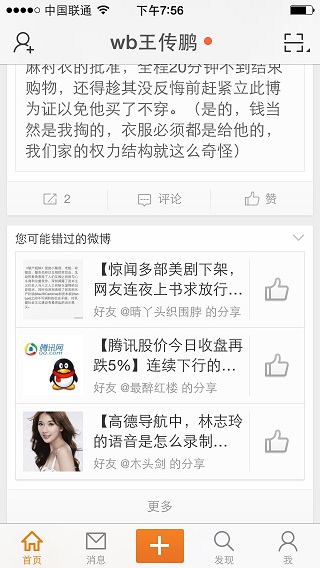 中国联通
下午7:56
wb王传鹏
麻衬衣的批准，全程20分钟不到结束
购物，还得趁其没反悔前赶紧立此博
为证以免他买了不穿。（是的，钱当
然是我掏的，衣服必须都是给他的，
我们家的权力结构就这么奇怪）
2
评论
赞
您可能错过的微博
【惊闻多部美剧下架，
网友连夜上书求放行...
好友 @晴丫头织围脖 的分享
腾讯网
QQ.com
【腾讯股价今日收盘再
跌5%】连续下行的...
好友 @最醉红楼 的分享
【高德导航中，林志玲
的语音是怎么录制...
好友 @木头剑 的分享
更多
首页
消息
发现
我